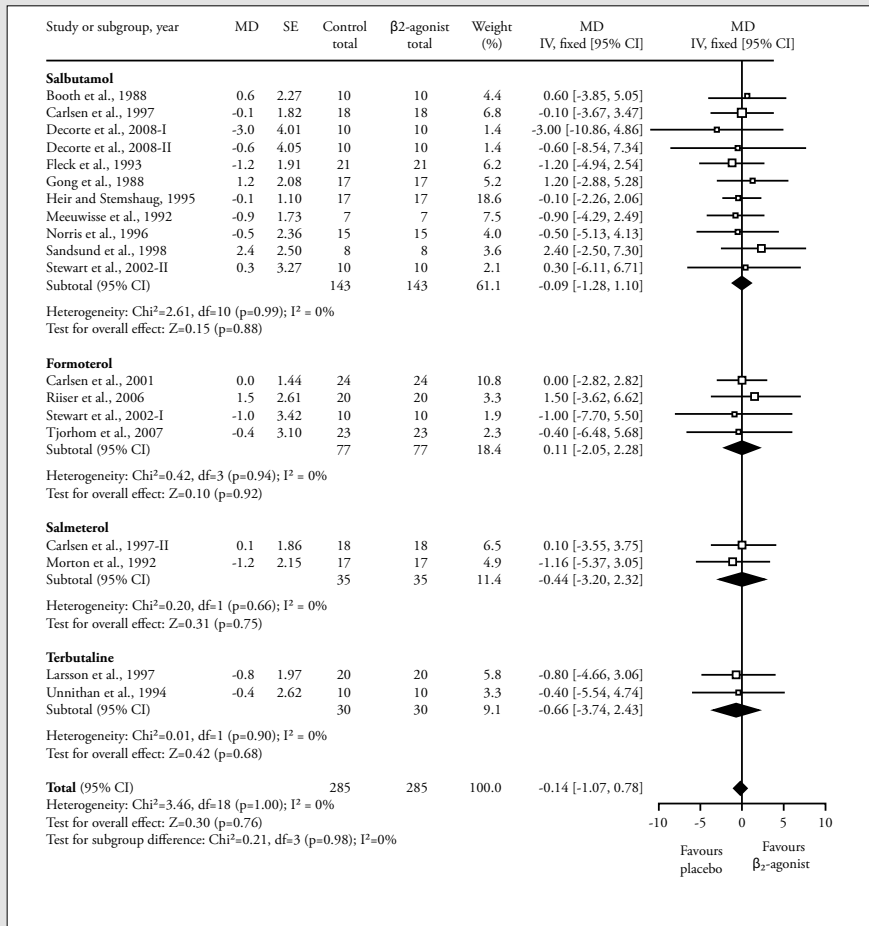 Study or subgroup, year MD SE Control total β2-agonist total Weight (%) MD IV, fixed [95% CI] MD IV, fixed [95% CI]
Salbutamol
Booth et al., 1988 0.6 2.27 10 10 4.4 0.60 [-3.85, 5.05]
Carlsen et al., 1997 -0.1 1.82 18 18 6.8 -0.10 [-3.67, 3.47]
Decorte et al., 2008-I -3.0 4.01 10 10 1.4 -3.00 [-10.86, 4.86]
Decorte et al., 2008-II -0.6 4.05 10 10 1.4 -0.60 [-8.54, 7.34]
Fleck et al., 1993 -1.2 1.91 21 21 6.2 -1.20 [-4.94, 2.54]
Gong et al., 1988 1.2 2.08 17 17 5.2 1.20 [-2.88, 5.28]
Heir and Stemshaug, 1995 -0.1 1.10 17 17 18.6 -0.10 [-2.26, 2.06]
Meeuwisse et al., 1992 -0.9 1.73 7 7 7.5 -0.90 [-4.29, 2.49]
Norris et al., 1996 -0.5 2.36 15 15 4.0 -0.50 [-5.13, 4.13]
Sandsund et al., 1998 2.4 2.50 8 8 3.6 2.40 [-2.50, 7.30]
Stewart et al., 2002-II 0.3 3.27 10 10 2.1 0.30 [-6.11, 6.71]
Subtotal (95% CI) 143 143 61.1 -0.09 [-1.28, 1.10]
Heterogeneity: Chi²=2.61, df=10 (p=0.99); I² = 0%
Test for overall effect: Z=0.15 (p=0.88)
Formoterol
Carlsen et al., 2001 0.0 1.44 24 24 10.8 0.00 [-2.82, 2.82]
Riiser et al., 2006 1.5 2.61 20 20 3.3 1.50 [-3.62, 6.62]
Stewart et al., 2002-I -1.0 3.42 10 10 1.9 -1.00 [-7.70, 5.50]
Tjorhom et al., 2007 -0.4 3.10 23 23 2.3 -0.40 [-6.48, 5.68]
Subtotal (95% CI) 77 77 18.4 0.11 [-2.05, 2.28]
Heterogeneity: Chi²=0.42, df=3 (p=0.94); I² = 0%
Test for overall effect: Z=0.10 (p=0.92)
Salmeterol
Carlsen et al., 1997-II 0.1 1.86 18 18 6.5 0.10 [-3.55, 3.75]
Morton et al., 1992 -1.2 2.15 17 17 4.9 -1.16 [-5.37, 3.05]
Subtotal (95% CI) 35 35 11.4 -0.44 [-3.20, 2.32]
Heterogeneity: Chi²=0.20, df=1 (p=0.66); I² = 0%
Test for overall effect: Z=0.31 (p=0.75)
Terbutaline
Larsson et al., 1997 -0.8 1.97 20 20 5.8 -0.80 [-4.66, 3.06]
Unnithan et al., 1994 -0.4 2.62 10 10 3.3 -0.40 [-5.54, 4.74]
Subtotal (95% CI) 30 30 9.1 -0.66 [-3.74, 2.43]
Heterogeneity: Chi²=0.01, df=1 (p=0.90); I² = 0%
Test for overall effect: Z=0.42 (p=0.68)
Total (95% CI) 285 285 100.0 -0.14 [-1.07, 0.78]
Heterogeneity: Chi²=3.46, df=18 (p=1.00); I² = 0%
Test for overall effect: Z=0.30 (p=0.76)
Test for subgroup difference: Chi²=0.21, df=3 (p=0.98); I²=0%
-10 -5 0 5 10
Favours placebo Favours β₂-agonist